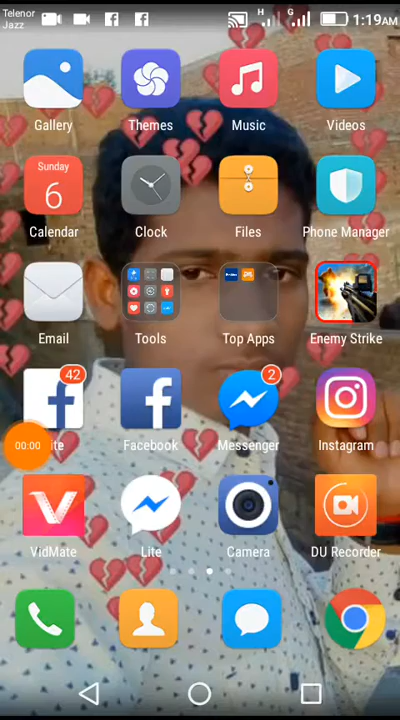 Telenor
Jazz
H
G
1:19AM
Gallery
Themes
Music
Videos
Sunday
6
Calendar
Clock
Files
Phone Manager
Email
Tools
Top Apps
Enemy Strike
42
2
00:00
ite
Facebook
Messenger
Instagram
VidMate
Lite
Camera
DU Recorder